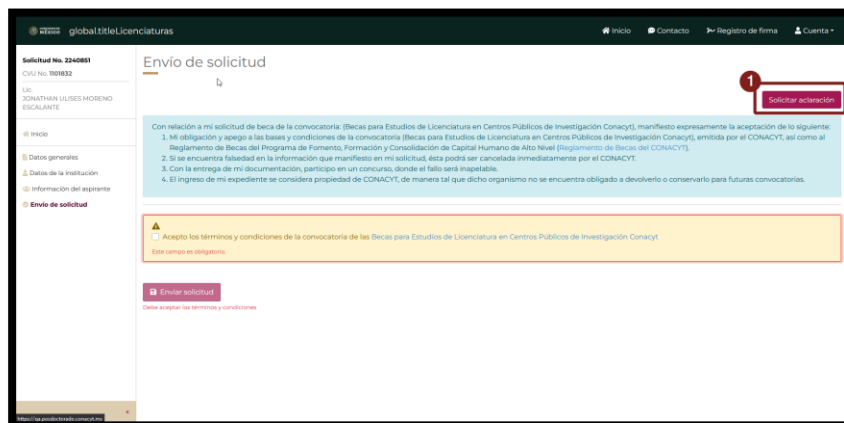 GOBIERNO DE MÉXICO global.titleLicenciaturas Inicio Contacto Registro de firma Cuenta
Solicitud No. 2240851
CVU No. 1101832
Lic.
JONATHAN ULISES MORENO
ESCALANTE
Inicio
Datos generales
Datos de la institución
Información del aspirante
Envío de solicitud
Envío de solicitud
1
Solicitar aclaración
Con relación a mi solicitud de beca de la convocatoria: (Becas para Estudios de Licenciatura en Centros Públicos de Investigación Conacyt), manifiesto expresamente la aceptación de lo siguiente:
1. Mi obligación y apego a las bases y condiciones de la convocatoria (Becas para Estudios de Licenciatura en Centros Públicos de Investigación Conacyt), emitida por el CONACYT, así como al
Reglamento de Becas del Programa de Fomento, Formación y Consolidación de Capital Humano de Alto Nivel (Reglamento de Becas del CONACYT).
2. Si se encuentra falsedad en la información que manifiesto en mi solicitud, ésta podrá ser cancelada inmediatamente por el CONACYT.
3. Con la entrega de mi documentación, participo en un concurso, donde el fallo será inapelable.
4. El ingreso de mi expediente se considera propiedad de CONACYT, de manera tal que dicho organismo no se encuentra obligado a devolverlo o conservarlo para futuras convocatorias.
Acepto los términos y condiciones de la convocatoria de las Becas para Estudios de Licenciatura en Centros Públicos de Investigación Conacyt
Este campo es obligatorio.
Enviar solicitud
Debe aceptar los términos y condiciones
https://qa.posdoctorado.conacyt.mx
«